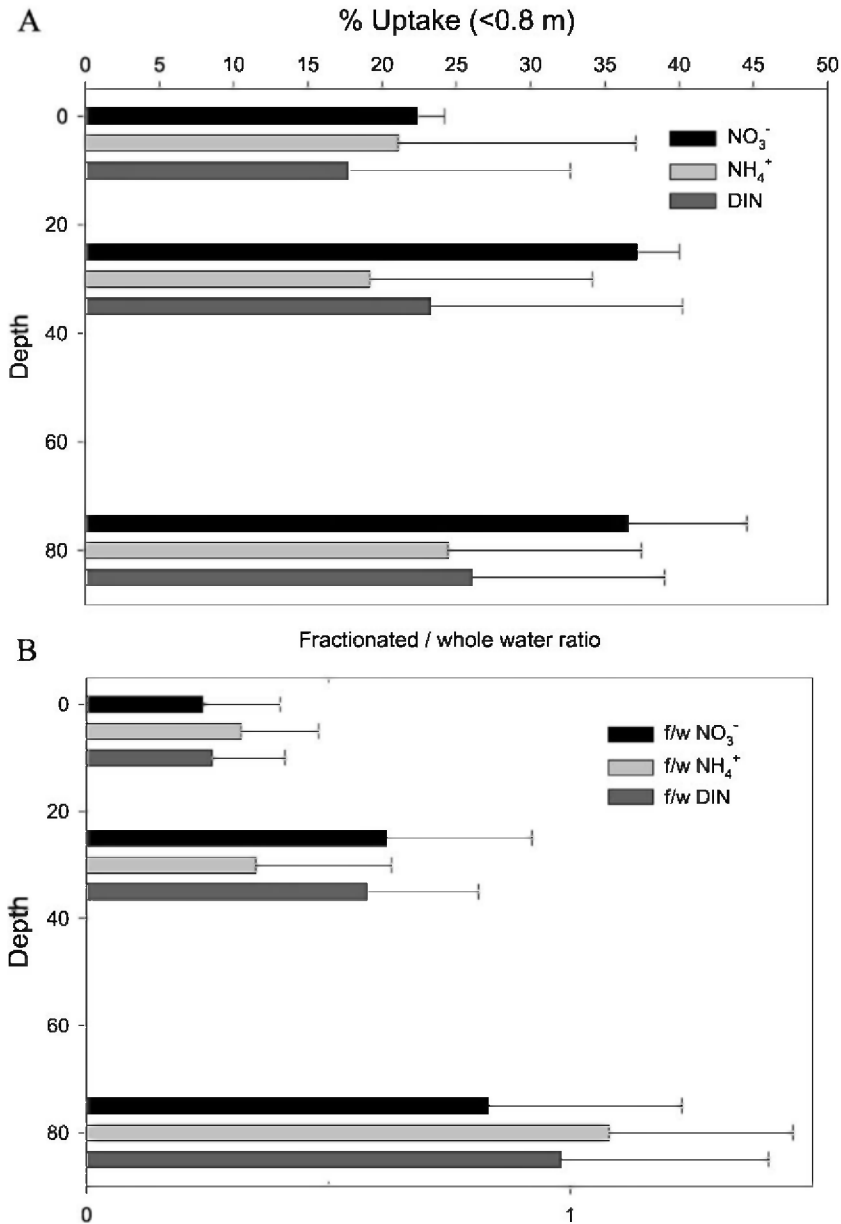 A
% Uptake (<0.8 m)
0 5 10 15 20 25 30 35 40 45 50
0
20
40
60
80
Depth
NO₃⁻
NH₄⁺
DIN
B
Fractionated / whole water ratio
0
20
40
60
80
Depth
f/w NO₃⁻
f/w NH₄⁺
f/w DIN
0 1